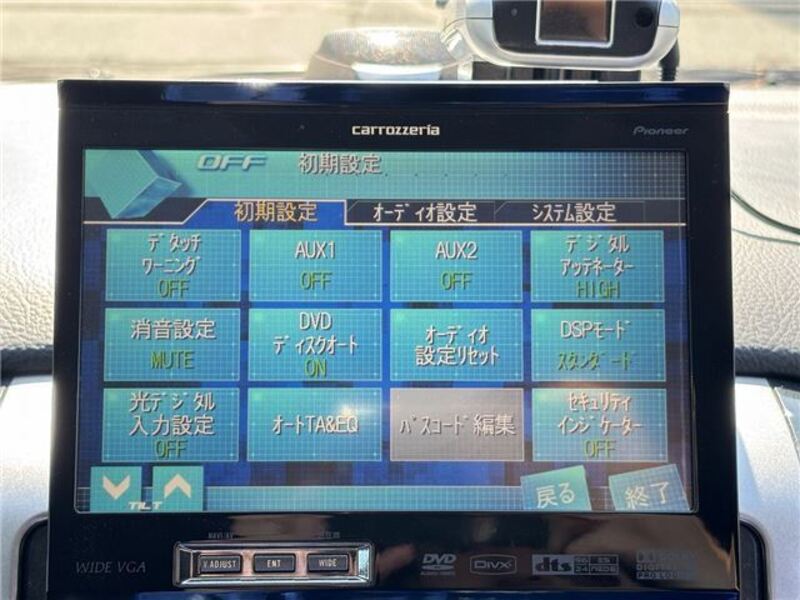 carrozzeria
Pioneer
OFF 初期設定
初期設定 オーディオ設定 システム設定
デタッチ
ワーニング
OFF
AUX1
OFF
AUX2
OFF
デジタル
アッテネーター
HIGH
消音設定
MUTE
DVD
ディスクオート
ON
オーディオ
設定リセット
DSPモード
スタンダード
光デジタル
入力設定
OFF
オートTA&EQ
パスコード編集
セキュリティ
インジケーター
OFF
TILT
戻る
終了
WIDE VGA
V.ADJUST ENT WIDE
DVD
DivX
dts